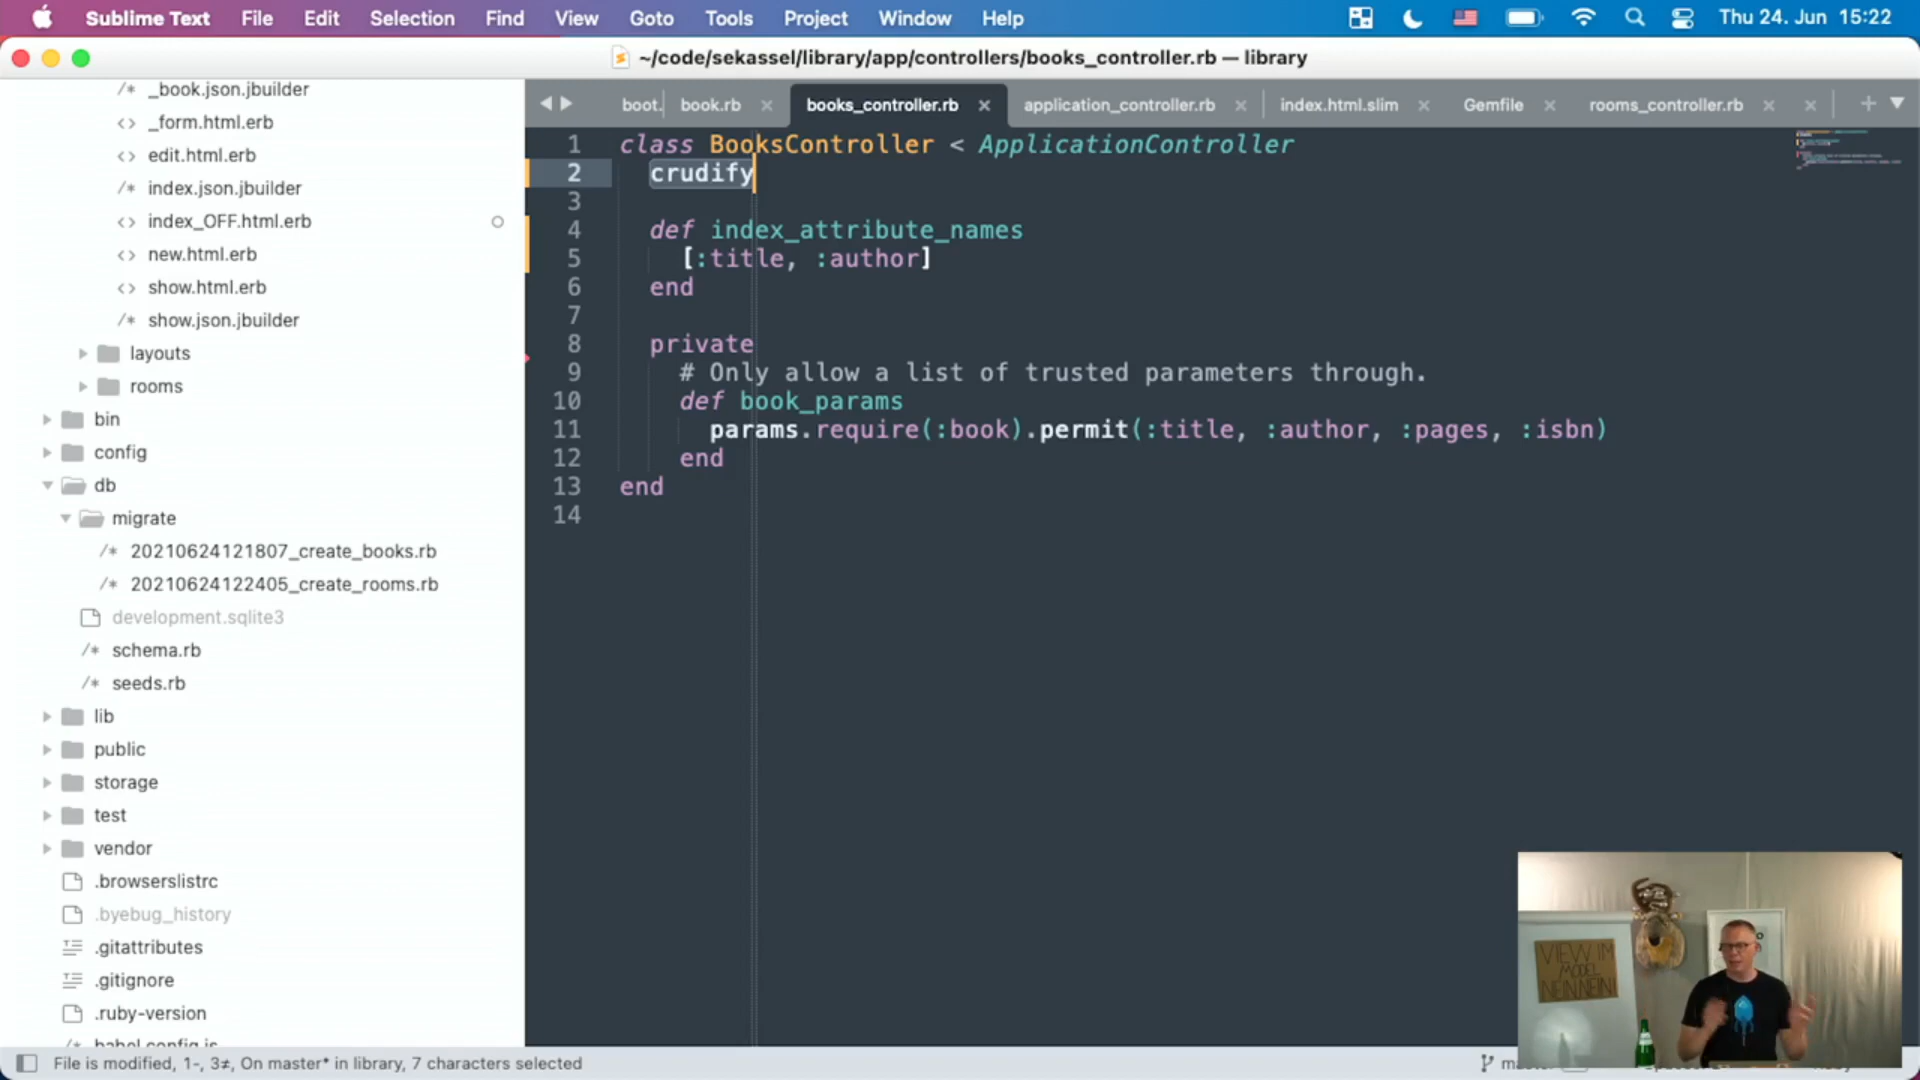 Sublime Text File Edit Selection Find View Goto Tools Project Window Help Thu 24. Jun 15:22
~/code/sekassel/library/app/controllers/books_controller.rb — library
_book.json.jbuilder
_form.html.erb
edit.html.erb
index.json.jbuilder
index_OFF.html.erb
new.html.erb
show.html.erb
show.json.jbuilder
layouts
rooms
bin
config
db
migrate
20210624121807_create_books.rb
20210624122405_create_rooms.rb
development.sqlite3
schema.rb
seeds.rb
lib
public
storage
test
vendor
.browserslistrc
.byebug_history
.gitattributes
.gitignore
.ruby-version
babel.config.js
boot. book.rb books_controller.rb application_controller.rb index.html.slim Gemfile rooms_controller.rb
1 class BooksController < ApplicationController
2 crudify
3
4 def index_attribute_names
5 [:title, :author]
6 end
7
8 private
9 # Only allow a list of trusted parameters through.
10 def book_params
11 params.require(:book).permit(:title, :author, :pages, :isbn)
12 end
13 end
14
VIEW IM
MODEL
NEIN NEIN!
File is modified, 1-, 3≠, On master* in library, 7 characters selected